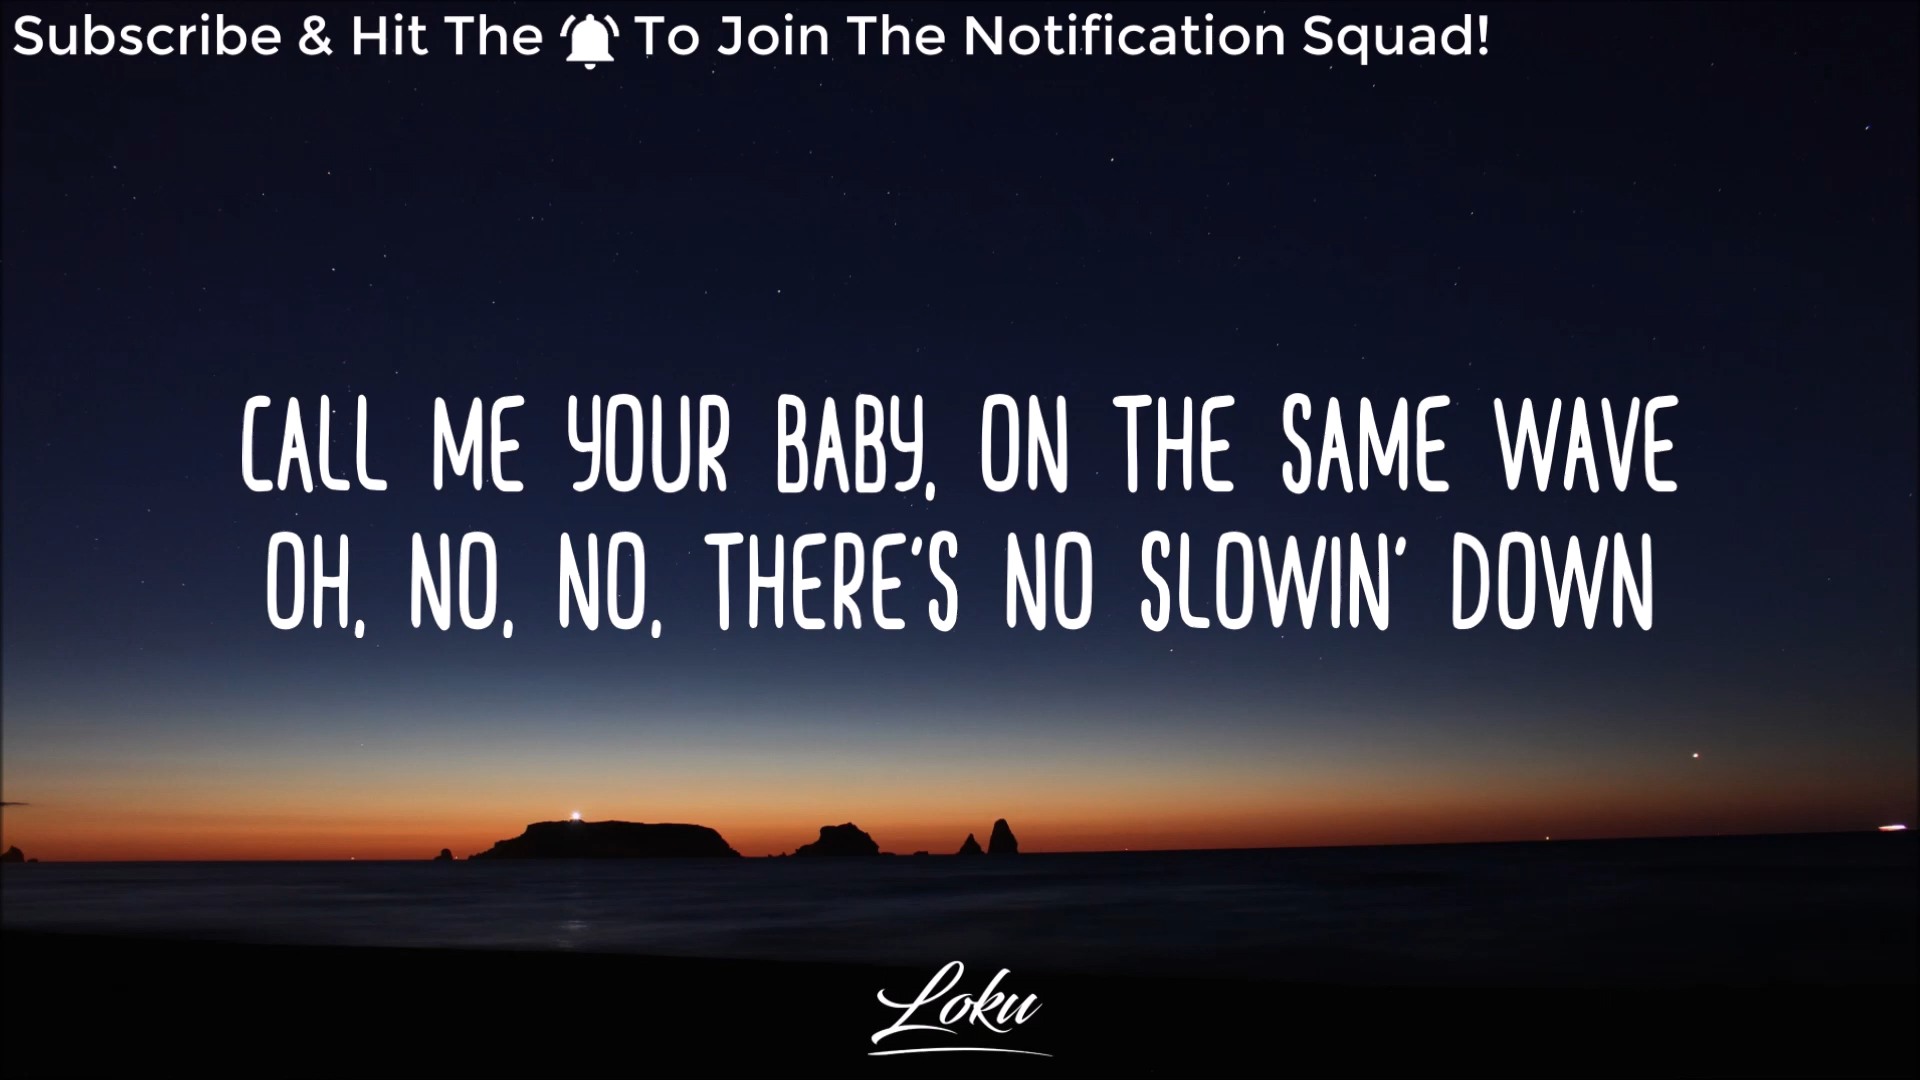 Subscribe & Hit The To Join The Notification Squad!
CALL ME YOUR BABY, ON THE SAME WAVE
OH, NO, NO, THERE'S NO SLOWIN' DOWN
Loku